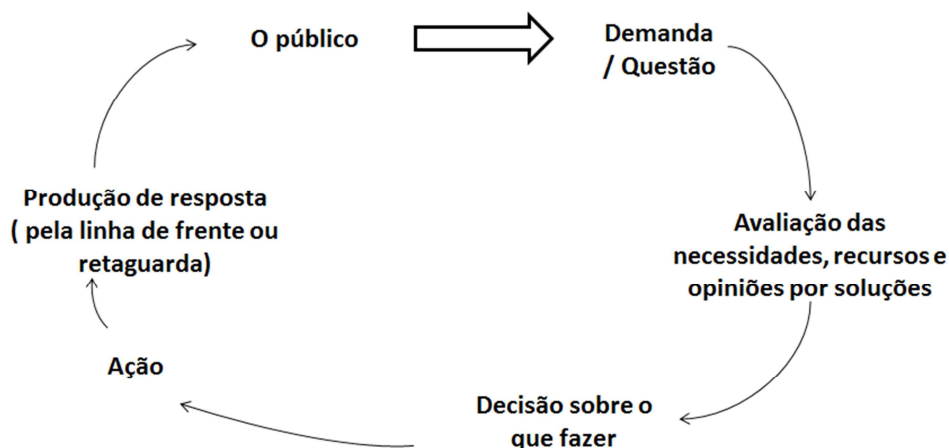 O público
Demanda
/ Questão
Avaliação das
necessidades, recursos e
opiniões por soluções
Decisão sobre o
que fazer
Ação
Produção de resposta
( pela linha de frente ou
retaguarda)